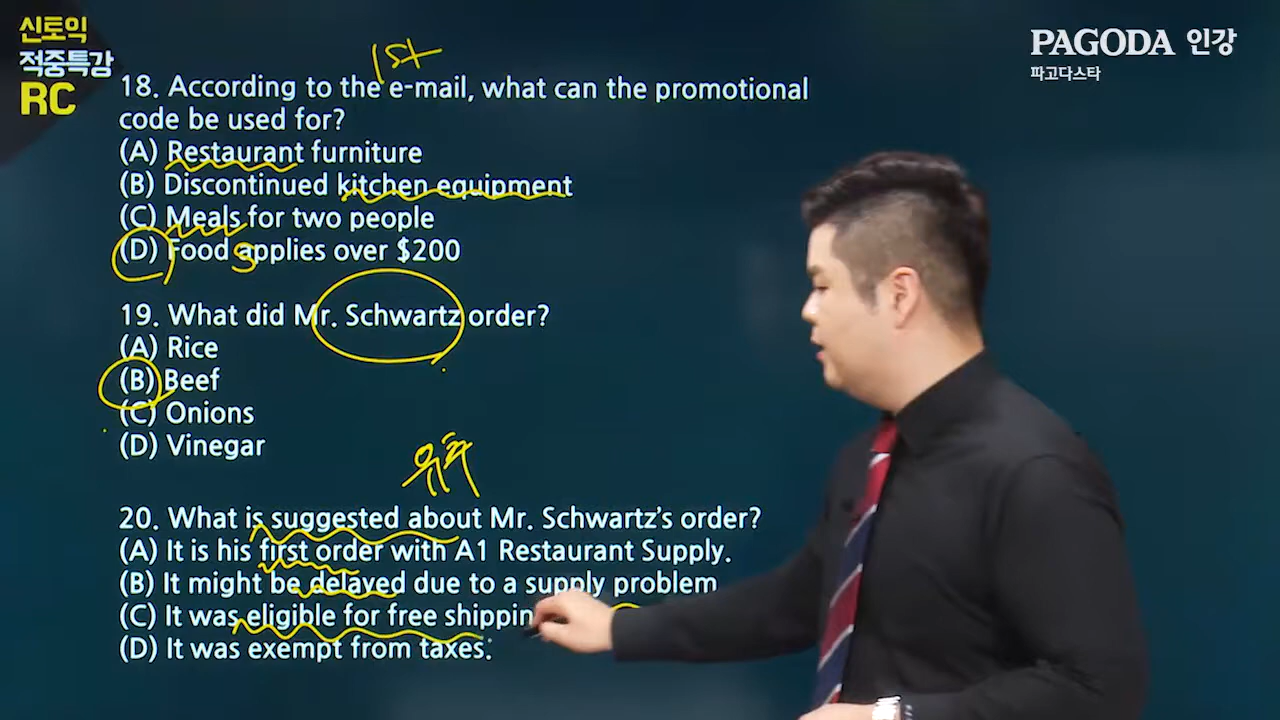 신토익
적중특강
RC
PAGODA 인강
파고다스타
1st
18. According to the e-mail, what can the promotional
code be used for?
(A) Restaurant furniture
(B) Discontinued kitchen equipment
(C) Meals for two people
(D) Food applies over $200
S
19. What did Mr. Schwartz order?
(A) Rice
(B) Beef
(C) Onions
(D) Vinegar
유추
20. What is suggested about Mr. Schwartz's order?
(A) It is his first order with A1 Restaurant Supply.
(B) It might be delayed due to a supply problem
(C) It was eligible for free shippin
(D) It was exempt from taxes.